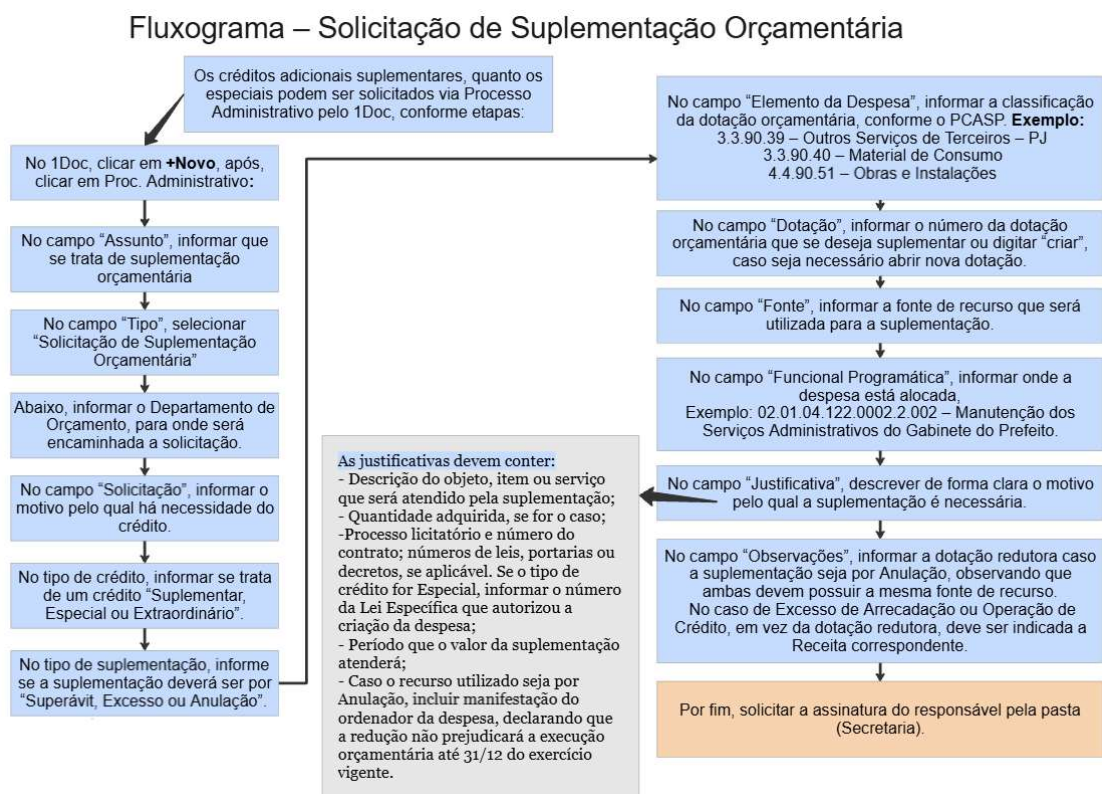 Fluxograma – Solicitação de Suplementação Orçamentária
Os créditos adicionais suplementares, quanto os
especiais podem ser solicitados via Processo
Administrativo pelo 1Doc, conforme etapas:
No 1Doc, clicar em +Novo, após,
clicar em Proc. Administrativo:
No campo “Assunto”, informar que
se trata de suplementação
orçamentária
No campo “Tipo”, selecionar
“Solicitação de Suplementação
Orçamentária”
Abaixo, informar o Departamento de
Orçamento, para onde será
encaminhada a solicitação.
No campo “Solicitação”, informar o
motivo pelo qual há necessidade do
crédito.
No tipo de crédito, informar se trata
de um crédito “Suplementar,
Especial ou Extraordinário”.
No tipo de suplementação, informe
se a suplementação deverá ser por
“Superávit, Excesso ou Anulação”.
No campo “Elemento da Despesa”, informar a classificação
da dotação orçamentária, conforme o PCASP. Exemplo:
3.3.90.39 – Outros Serviços de Terceiros – PJ
3.3.90.40 – Material de Consumo
4.4.90.51 – Obras e Instalações
No campo “Dotação”, informar o número da dotação
orçamentária que se deseja suplementar ou digitar “criar”,
caso seja necessário abrir nova dotação.
No campo “Fonte”, informar a fonte de recurso que será
utilizada para a suplementação.
No campo “Funcional Programática”, informar onde a
despesa está alocada,
Exemplo: 02.01.04.122.0002.2.002 – Manutenção dos
Serviços Administrativos do Gabinete do Prefeito.
No campo “Justificativa”, descrever de forma clara o motivo
pelo qual a suplementação é necessária.
As justificativas devem conter:
- Descrição do objeto, item ou serviço
que será atendido pela suplementação;
- Quantidade adquirida, se for o caso;
-Processo licitatório e número do
contrato; números de leis, portarias ou
decretos, se aplicável. Se o tipo de
crédito for Especial, informar o número
da Lei Específica que autorizou a
criação da despesa;
- Período que o valor da suplementação
atenderá;
- Caso o recurso utilizado seja por
Anulação, incluir manifestação do
ordenador da despesa, declarando que
a redução não prejudicará a execução
orçamentária até 31/12 do exercício
vigente.
No campo “Observações”, informar a dotação redutora caso
a suplementação seja por Anulação, observando que
ambas devem possuir a mesma fonte de recurso.
No caso de Excesso de Arrecadação ou Operação de
Crédito, em vez da dotação redutora, deve ser indicada a
Receita correspondente.
Por fim, solicitar a assinatura do responsável pela pasta
(Secretaria).